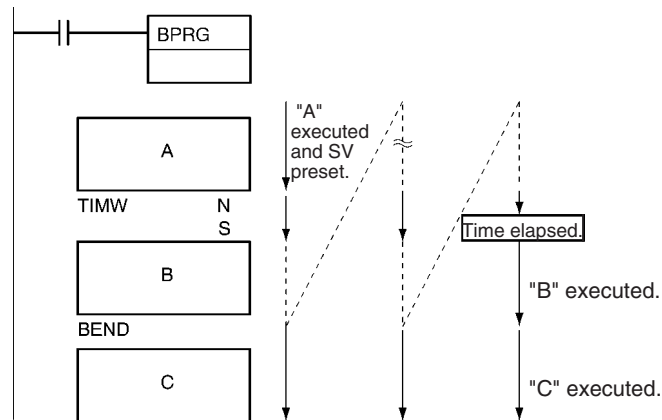 BPRG
"A"
executed
and SV
preset.
A
TIMW N
S
Time elapsed.
B
"B" executed.
BEND
C
"C" executed.